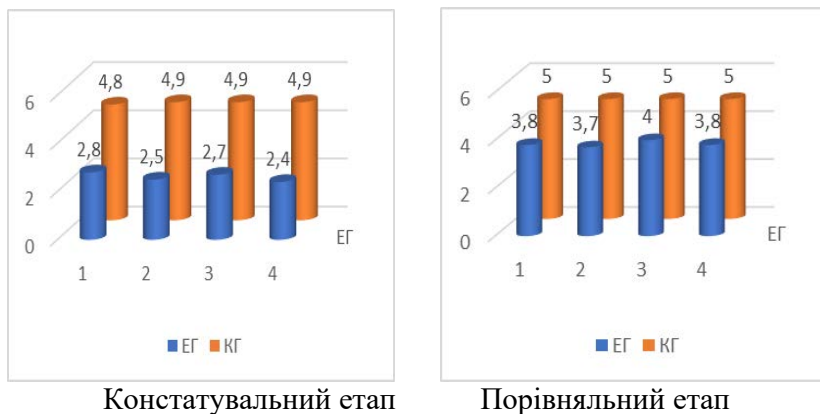 4,8 4,9 4,9 4,9
6
4
2
0
2,8 2,5 2,7 2,4
ЕГ
1 2 3 4
ЕГ КГ
5 5 5 5
6
4
2
0
3,8 3,7 4 3,8
ЕГ
1 2 3 4
ЕГ КГ
Констатувальний етап
Порівняльний етап